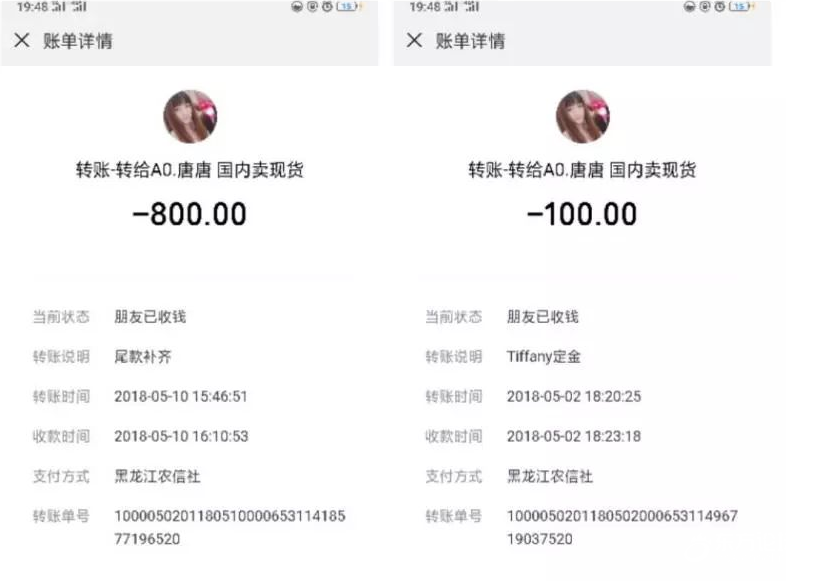 19:48
账单详情
转账-转给A0.唐唐 国内卖现货
-800.00
当前状态 朋友已收钱
转账说明 尾款补齐
转账时间 2018-05-10 15:46:51
收款时间 2018-05-10 16:10:53
支付方式 黑龙江农信社
转账单号 1000050201180510000653114185
77196520
19:48
账单详情
转账-转给A0.唐唐 国内卖现货
-100.00
当前状态 朋友已收钱
转账说明 Tiffany定金
转账时间 2018-05-02 18:20:25
收款时间 2018-05-02 18:23:18
支付方式 黑龙江农信社
转账单号 1000050201180502000653114967
19037520